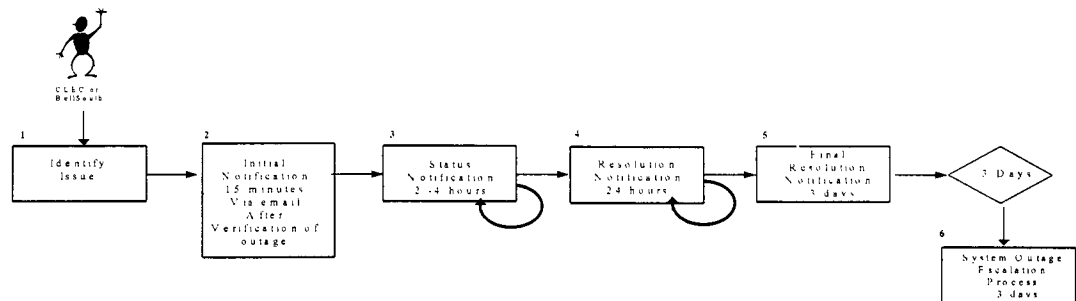 CLEC or
BellSouth
1
Identify
Issue
2
Initial
Notification
15 minutes
Via email
After
Verification of
outage
3
Status
Notification
2 -4 hours
4
Resolution
Notification
24 hours
5
Final
Resolution
Notification
3 days
3 Days
6
System Outage
Escalation
Process
3 days